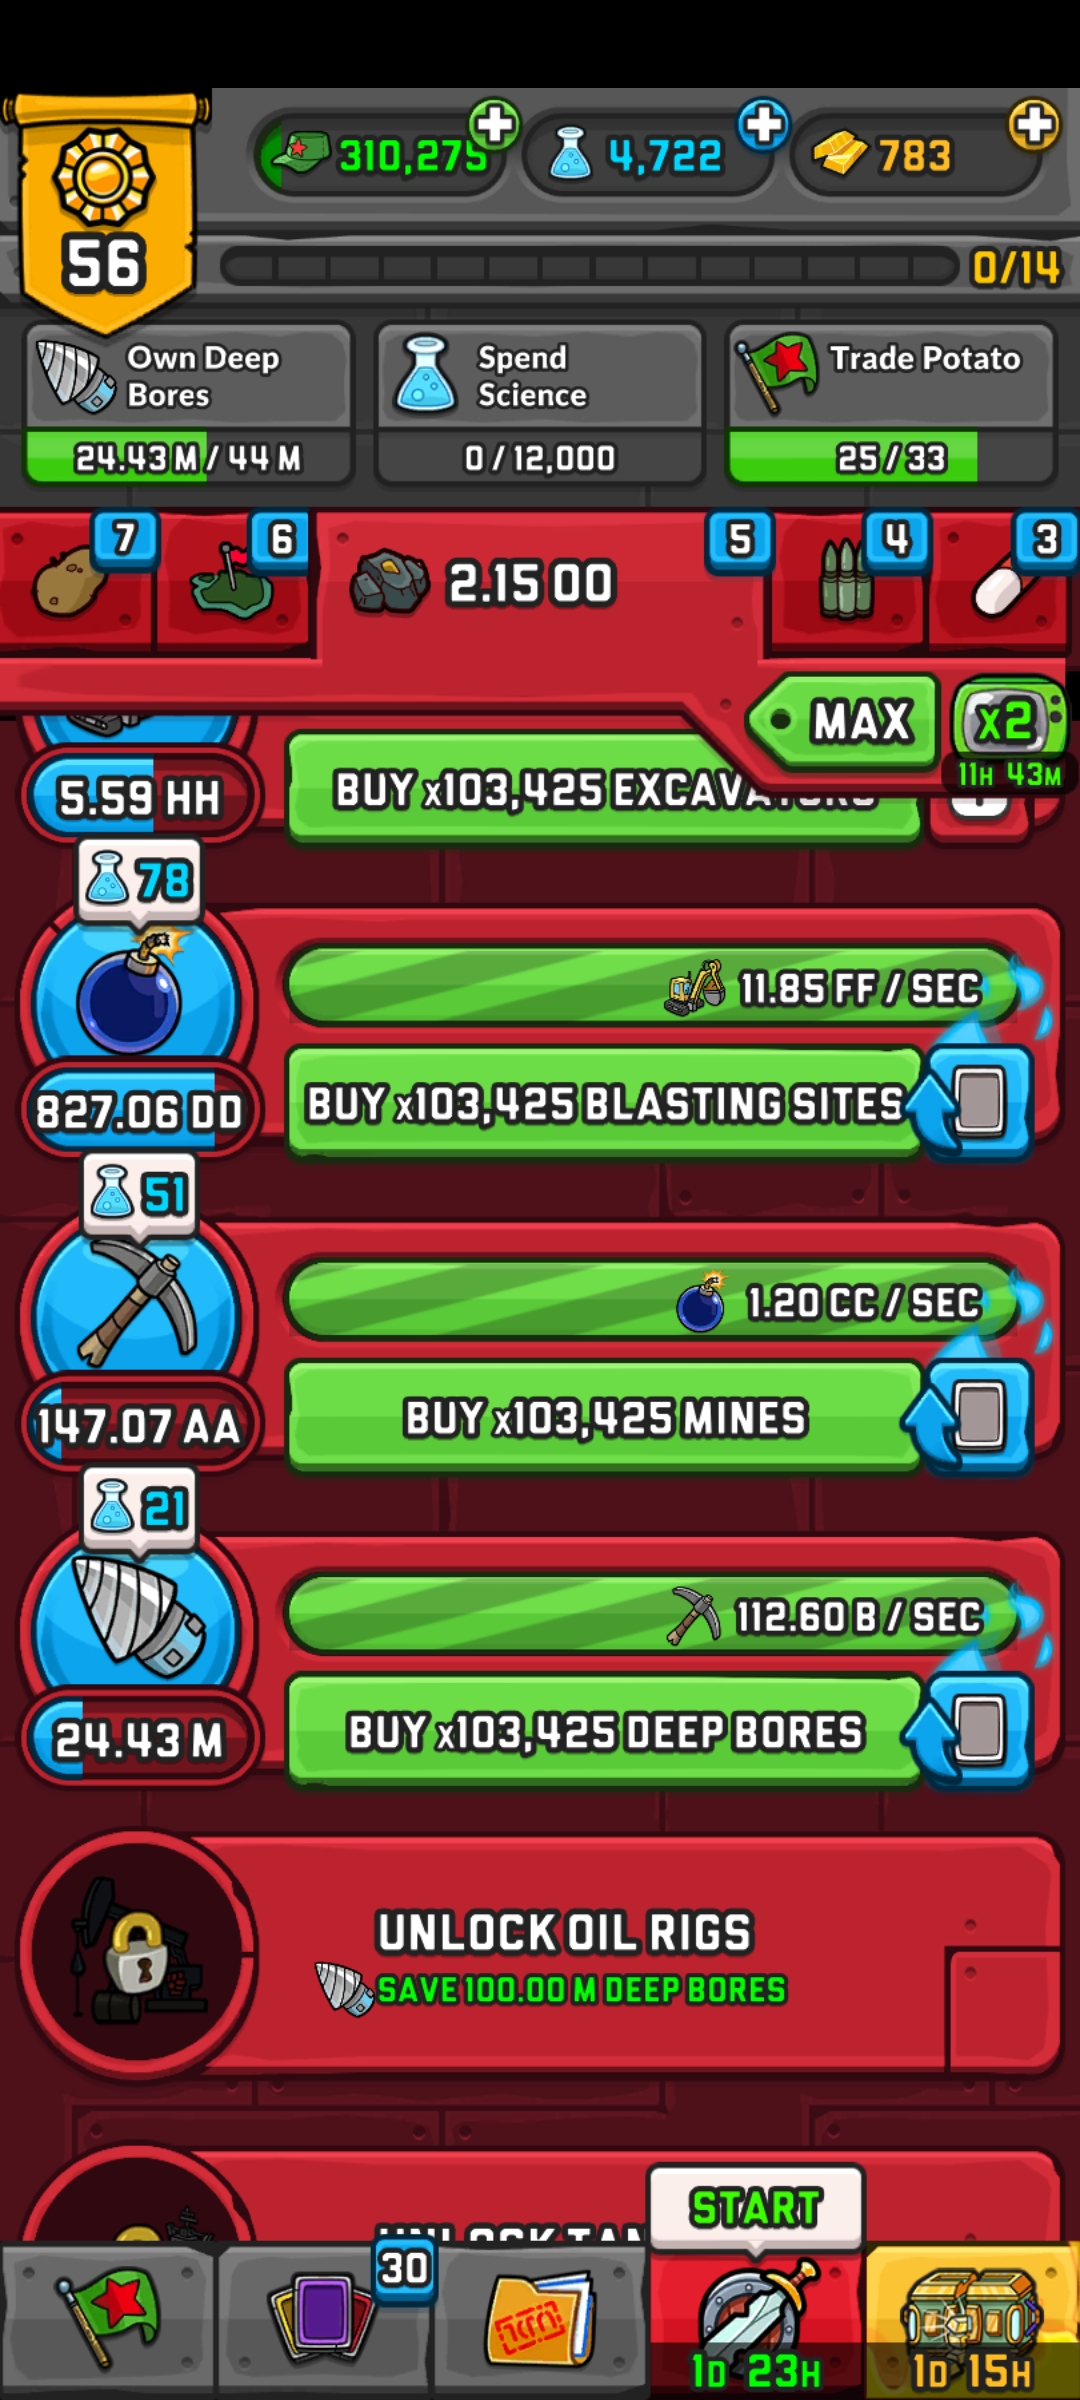 310,275
4,722
783
56
0/14
Own Deep
Bores
Spend
Science
Trade Potato
24.43 M / 44 M
0 / 12,000
25 / 33
7
6
2.15 OO
5
4
3
MAX
x2
11H 43M
5.59 HH
BUY x103,425 EXCAVATORS
78
11.85 FF / SEC
827.06 DD
BUY x103,425 BLASTING SITES
51
1.20 CC / SEC
147.07 AA
BUY x103,425 MINES
21
112.60 B / SEC
24.43 M
BUY x103,425 DEEP BORES
UNLOCK OIL RIGS
SAVE 100.00 M DEEP BORES
UNLOCK
START
30
1D 23H
1D 15H